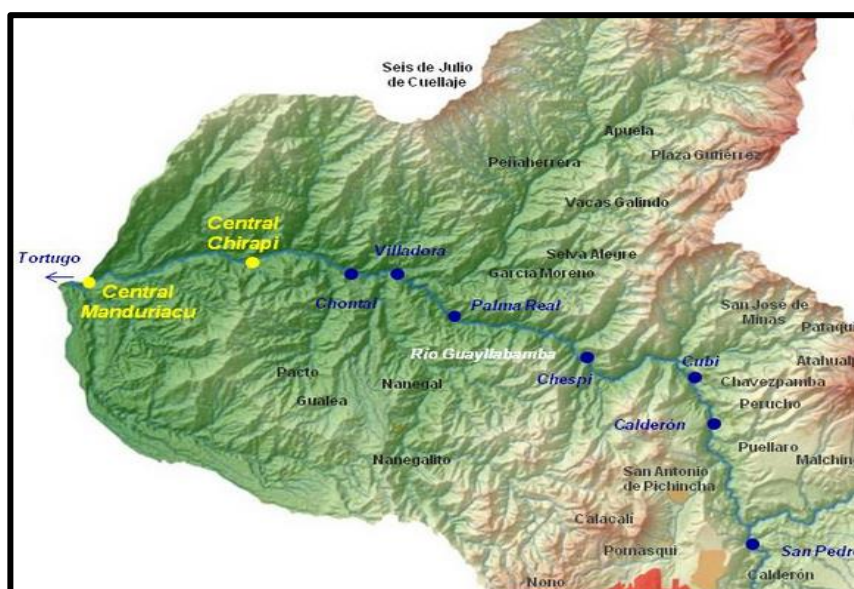 Seis de Julio
de Cuellaje
Apuela
Plaza Gutiérrez
Peñaherrera
Vacas Galindo
Central
Chirapi
Villadora
Tortugo
Selva Alegre
García Moreno
Central
Manduriacu
Chontal
Palma Real
San José de
Minas
Pataqui
Río Guayllabamba
Cubi
Atahualp
Pacto
Nanegal
Chespi
Chavezpamba
Gualea
Perucho
Calderón
Puellaro
Nanegalito
Malchin
San Antonio
de Pichincha
Calacalí
Pomasqui
San Pedro
Nono
Calderón